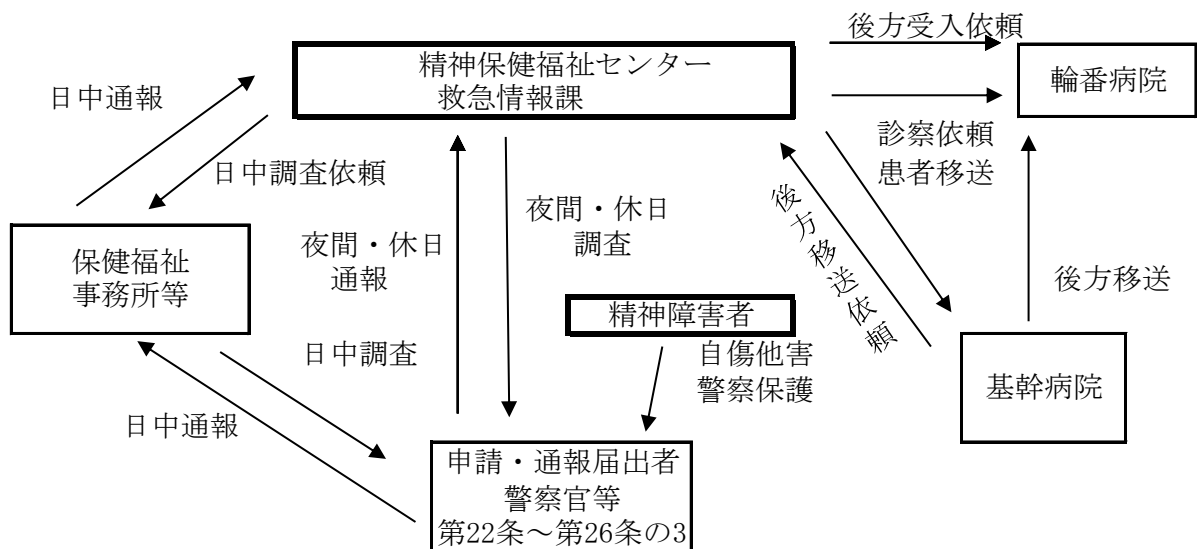 後方受入依頼
精神保健福祉センター
救急情報課
輪番病院
日中通報
診察依頼
患者移送
日中調査依頼
夜間・休日
調査
後方移送依頼
保健福祉
事務所等
夜間・休日
通報
後方移送
精神障害者
日中調査
自傷他害
警察保護
基幹病院
日中通報
申請・通報届出者
警察官等
第22条～第26条の3